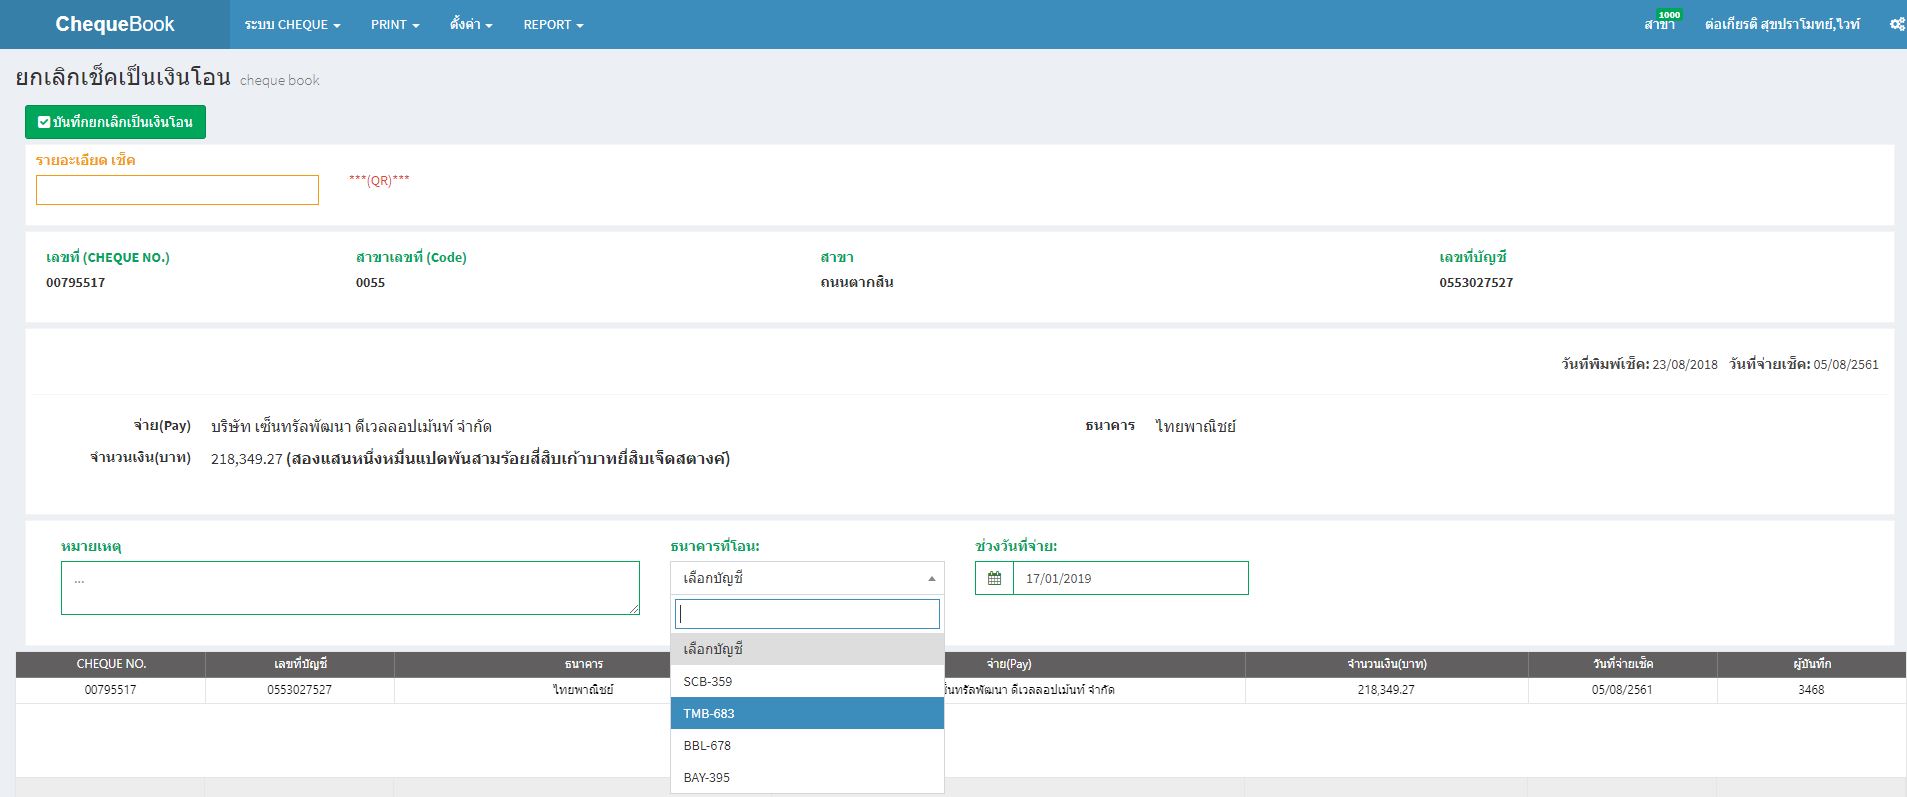 ChequeBook ระบบ CHEQUE PRINT ตั้งค่า REPORT สาขา 1000 ต่อเกียรติ สุขปราโมทย์,ไวท์
ยกเลิกเช็คเป็นเงินโอน cheque book
บันทึกยกเลิกเป็นเงินโอน
รายอะเอียด เช็ค
***(QR)***
เลขที่ (CHEQUE NO.) สาขาเลขที่ (Code) สาขา เลขที่บัญชี
00795517 0055 ถนนตากสิน 0553027527
วันที่พิมพ์เช็ค: 23/08/2018 วันที่จ่ายเช็ค: 05/08/2561
จ่าย(Pay) บริษัท เซ็นทรัลพัฒนา ดีเวลลอปเม้นท์ จำกัด ธนาคาร ไทยพาณิชย์
จำนวนเงิน(บาท) 218,349.27 (สองแสนหนึ่งหมื่นแปดพันสามร้อยสี่สิบเก้าบาทยี่สิบเจ็ดสตางค์)
หมายเหตุ ธนาคารที่โอน: ช่วงวันที่จ่าย:
... เลือกบัญชี 17/01/2019
เลือกบัญชี
SCB-359
TMB-683
BBL-678
BAY-395
CHEQUE NO. เลขที่บัญชี ธนาคาร จ่าย(Pay) จำนวนเงิน(บาท) วันที่จ่ายเช็ค ผู้บันทึก
00795517 0553027527 ไทยพาณิชย์ ซ็นทรัลพัฒนา ดีเวลลอปเม้นท์ จำกัด 218,349.27 05/08/2561 3468